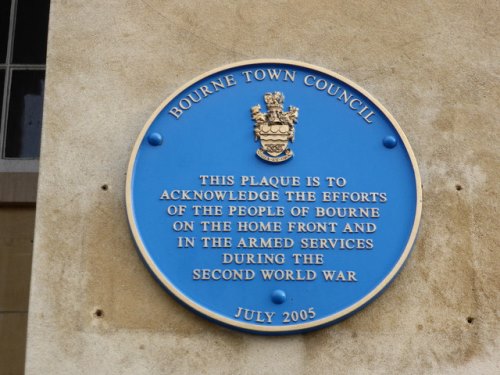 BOURNE TOWN COUNCIL
THIS PLAQUE IS TO
ACKNOWLEDGE THE EFFORTS
OF THE PEOPLE OF BOURNE
ON THE HOME FRONT AND
IN THE ARMED SERVICES
DURING THE
SECOND WORLD WAR
JULY 2005